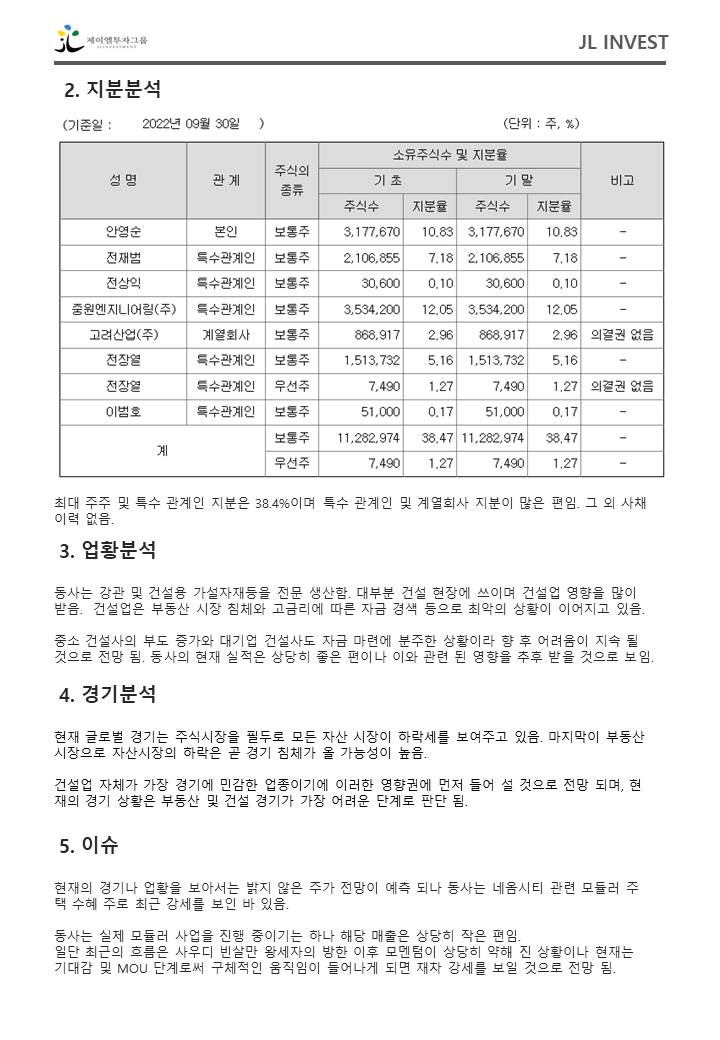 제이엘투자그룹
JLINVESTMENT
JL INVEST
2. 지분분석
(기준일 : 2022년 09월 30일 ) (단위 : 주, %)
성 명 관 계 주식의 종류 소유주식수 및 지분율 비고
기 초 기 말
주식수 지분율 주식수 지분율
안영순 본인 보통주 3,177,670 10.83 3,177,670 10.83 -
전재범 특수관계인 보통주 2,106,855 7.18 2,106,855 7.18 -
전상익 특수관계인 보통주 30,600 0.10 30,600 0.10 -
중원엔지니어링(주) 특수관계인 보통주 3,534,200 12.05 3,534,200 12.05 -
고려산업(주) 계열회사 보통주 868,917 2.96 868,917 2.96 의결권 없음
전장열 특수관계인 보통주 1,513,732 5.16 1,513,732 5.16 -
전장열 특수관계인 우선주 7,490 1.27 7,490 1.27 의결권 없음
이범호 특수관계인 보통주 51,000 0.17 51,000 0.17 -
계 보통주 11,282,974 38.47 11,282,974 38.47 -
우선주 7,490 1.27 7,490 1.27 -
최대 주주 및 특수 관계인 지분은 38.4%이며 특수 관계인 및 계열회사 지분이 많은 편임. 그 외 사채
이력 없음.
3. 업황분석
동사는 강관 및 건설용 가설자재등을 전문 생산함. 대부분 건설 현장에 쓰이며 건설업 영향을 많이
받음. 건설업은 부동산 시장 침체와 고금리에 따른 자금 경색 등으로 최악의 상황이 이어지고 있음.
중소 건설사의 부도 증가와 대기업 건설사도 자금 마련에 분주한 상황이라 향 후 어려움이 지속 될
것으로 전망 됨. 동사의 현재 실적은 상당히 좋은 편이나 이와 관련 된 영향을 추후 받을 것으로 보임.
4. 경기분석
현재 글로벌 경기는 주식시장을 필두로 모든 자산 시장이 하락세를 보여주고 있음. 마지막이 부동산
시장으로 자산시장의 하락은 곧 경기 침체가 올 가능성이 높음.
건설업 자체가 가장 경기에 민감한 업종이기에 이러한 영향권에 먼저 들어 설 것으로 전망 되며, 현
재의 경기 상황은 부동산 및 건설 경기가 가장 어려운 단계로 판단 됨.
5. 이슈
현재의 경기나 업황을 보아서는 밝지 않은 주가 전망이 예측 되나 동사는 네옴시티 관련 모듈러 주
택 수혜 주로 최근 강세를 보인 바 있음.
동사는 실제 모듈러 사업을 진행 중이기는 하나 해당 매출은 상당히 작은 편임.
일단 최근의 흐름은 사우디 빈살만 왕세자의 방한 이후 모멘텀이 상당히 약해 진 상황이나 현재는
기대감 및 MOU 단계로써 구체적인 움직임이 들어나게 되면 재차 강세를 보일 것으로 전망 됨.